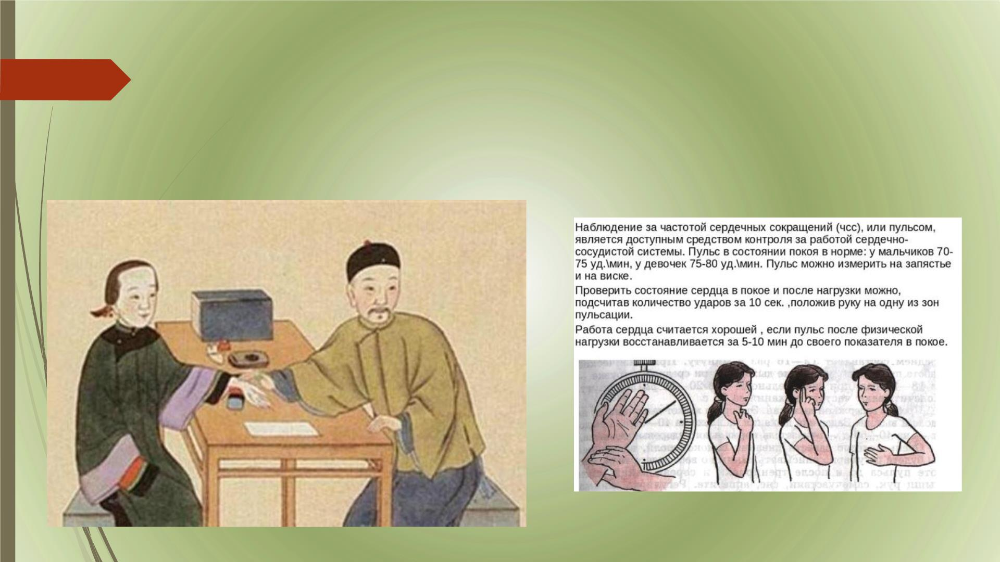 Наблюдение за частотой сердечных сокращений (чсс), или пульсом,
является доступным средством контроля за работой сердечно-
сосудистой системы. Пульс в состоянии покоя в норме: у мальчиков 70-
75 уд.\мин, у девочек 75-80 уд.\мин. Пульс можно измерить на запястье
и на виске.
Проверить состояние сердца в покое и после нагрузки можно,
подсчитав количество ударов за 10 сек. ,положив руку на одну из зон
пульсации.
Работа сердца считается хорошей , если пульс после физической
нагрузки восстанавливается за 5-10 мин до своего показателя в покое.